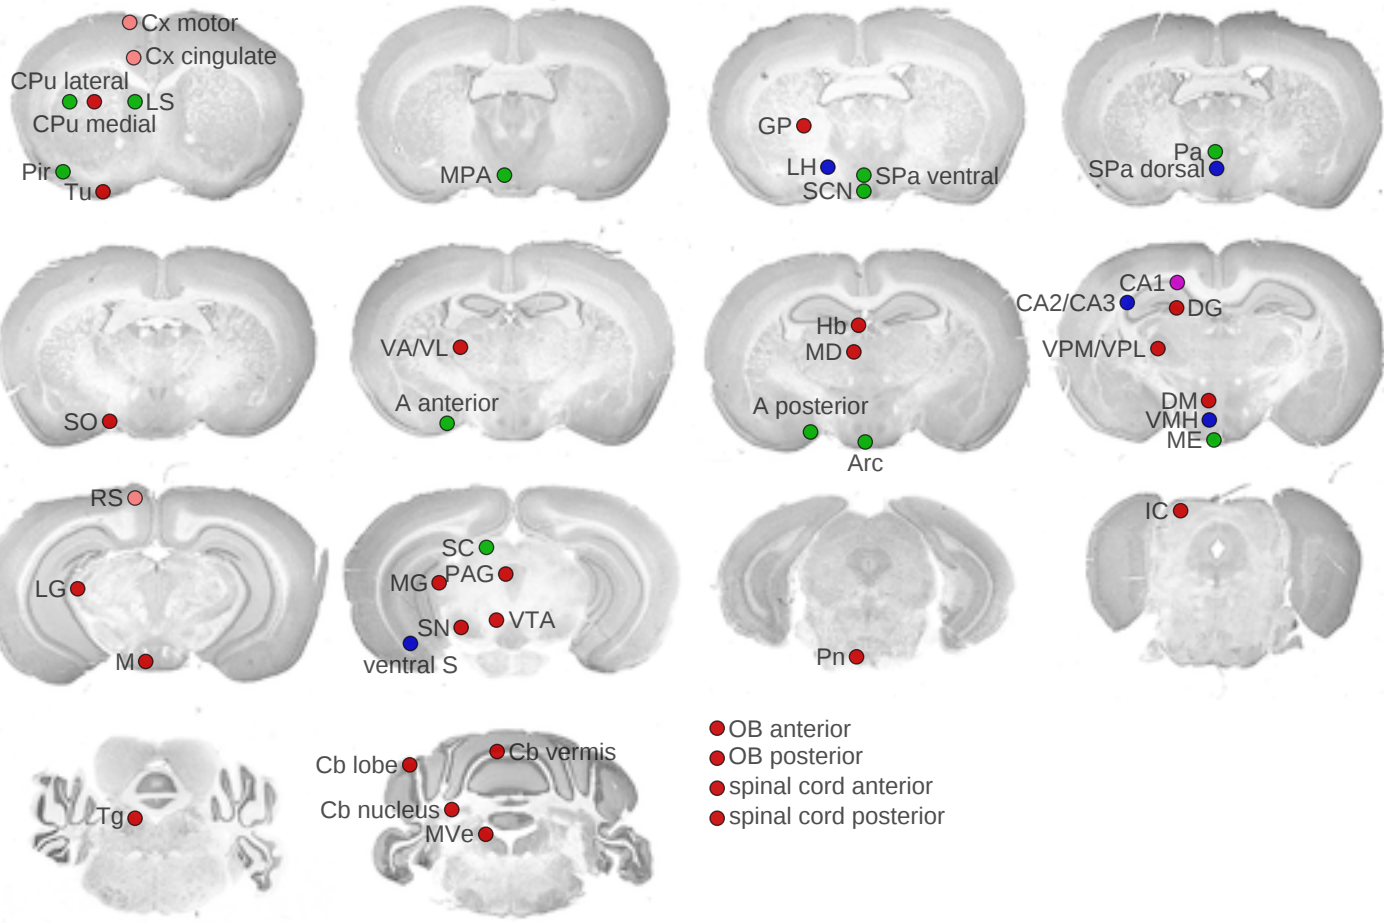 Cx motor
Cx cingulate
CPu lateral
LS
CPu medial
Pir
Tu
MPA
GP
LH
SPa ventral
SCN
Pa
SPa dorsal
SO
VA/VL
A anterior
Hb
MD
A posterior
Arc
CA1
CA2/CA3
DG
VPM/VPL
DM
VMH
ME
RS
LG
M
SC
MG
PAG
SN
VTA
ventral S
Pn
IC
Tg
Cb lobe
Cb vermis
Cb nucleus
MVe
OB anterior
OB posterior
spinal cord anterior
spinal cord posterior